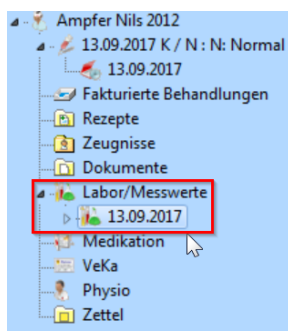 Ampfer Nils 2012
13.09.2017 K / N : N: Normal
13.09.2017
Fakturierte Behandlungen
Rezepte
Zeugnisse
Dokumente
Labor/Messwerte
13.09.2017
Medikation
VeKa
Physio
Zettel